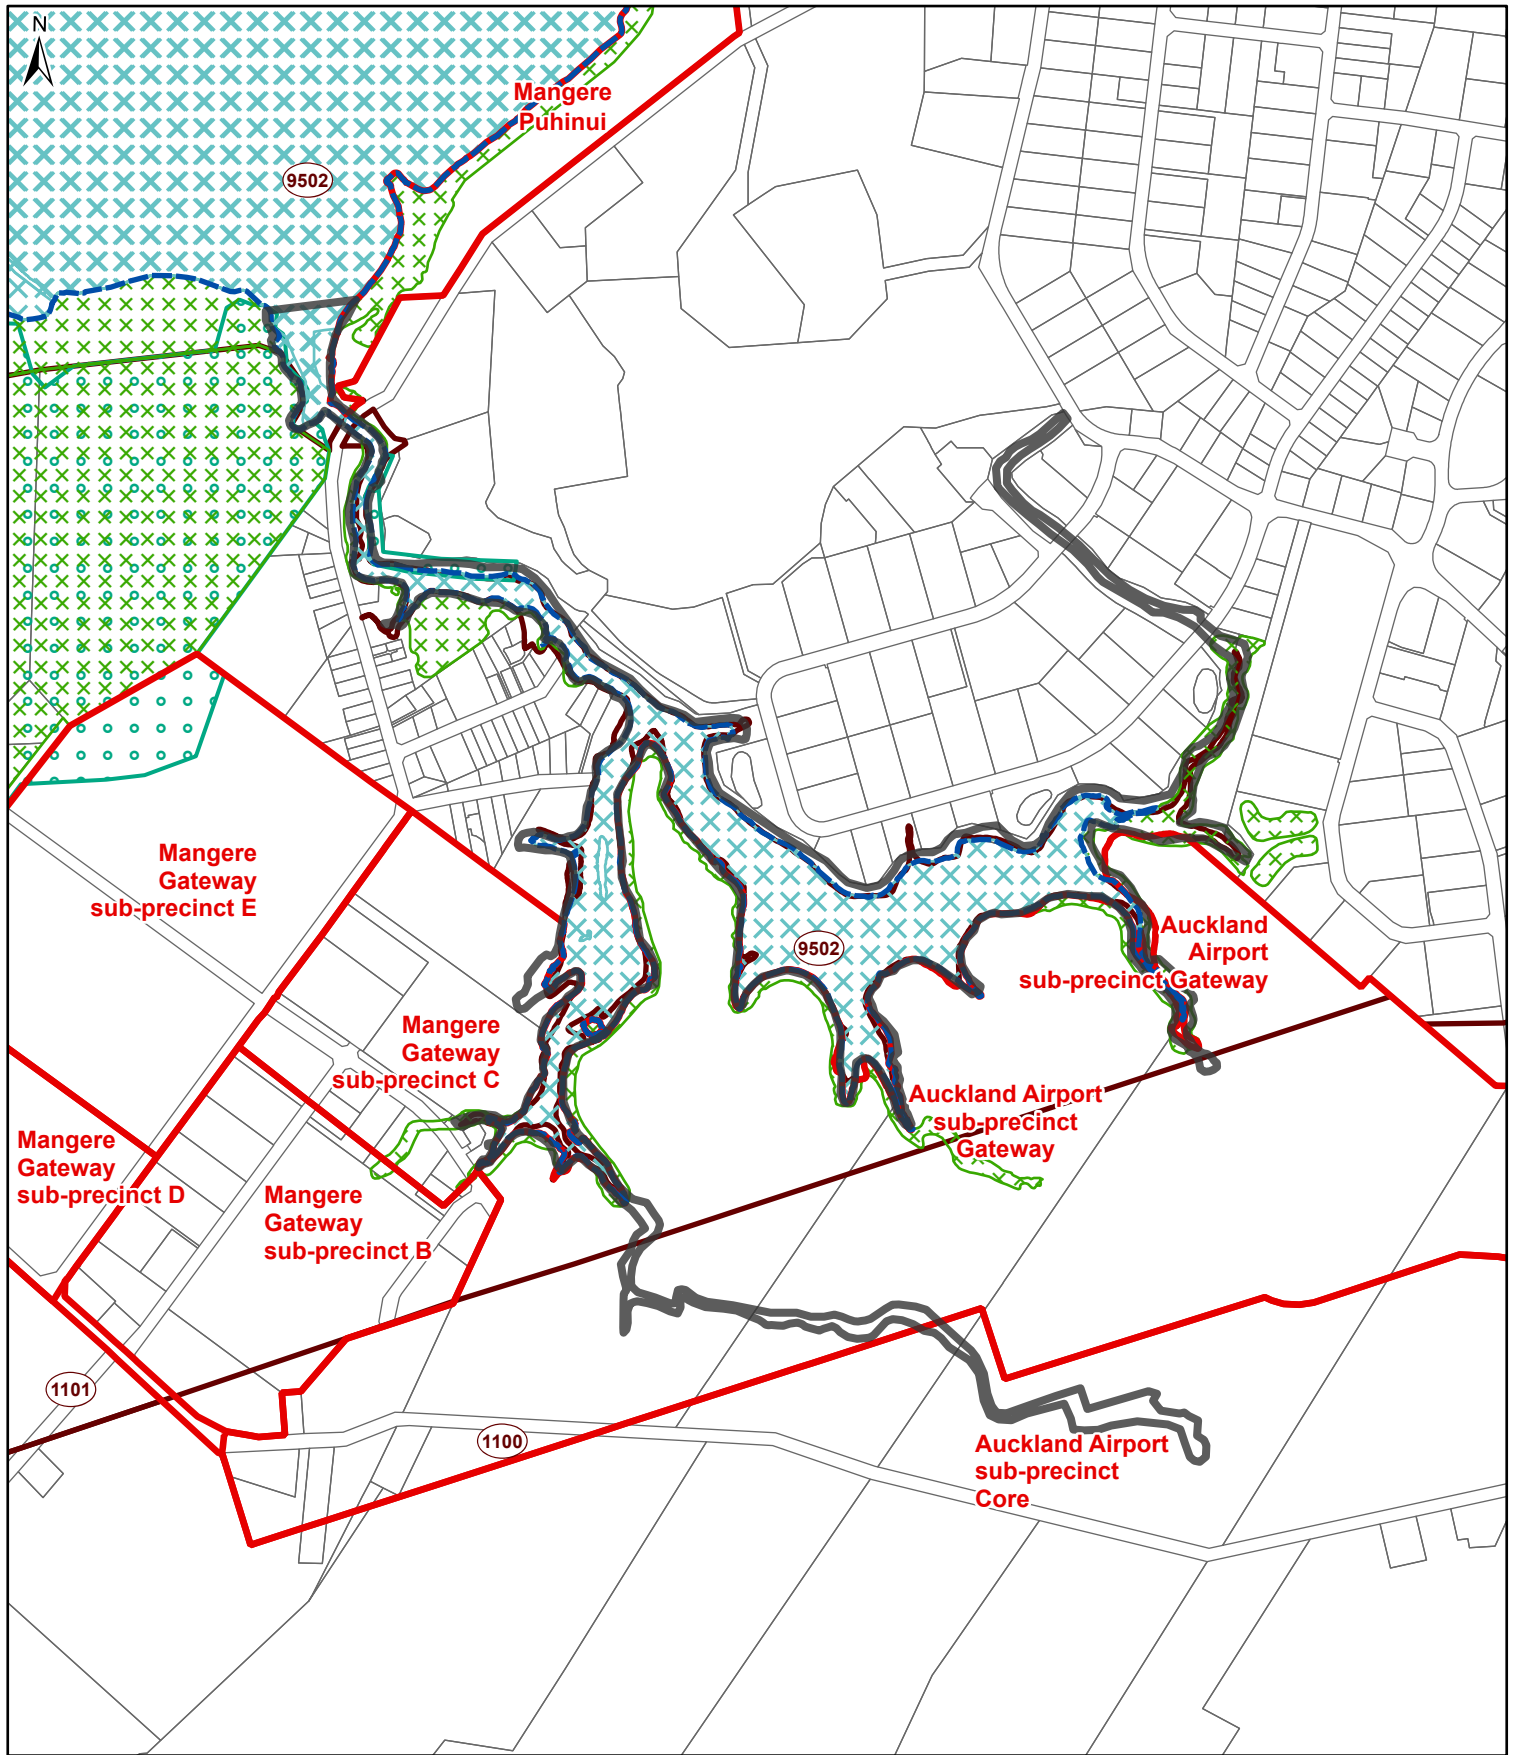 N
Mangere
Puhinui
9502
Mangere
Gateway
sub-precinct E
9502
Auckland
Airport
sub-precinct Gateway
Mangere
Gateway
sub-precinct C
Auckland Airport
sub-precinct
Gateway
Mangere
Gateway
sub-precinct D
Mangere
Gateway
sub-precinct B
1101
1100
Auckland Airport
sub-precinct
Core